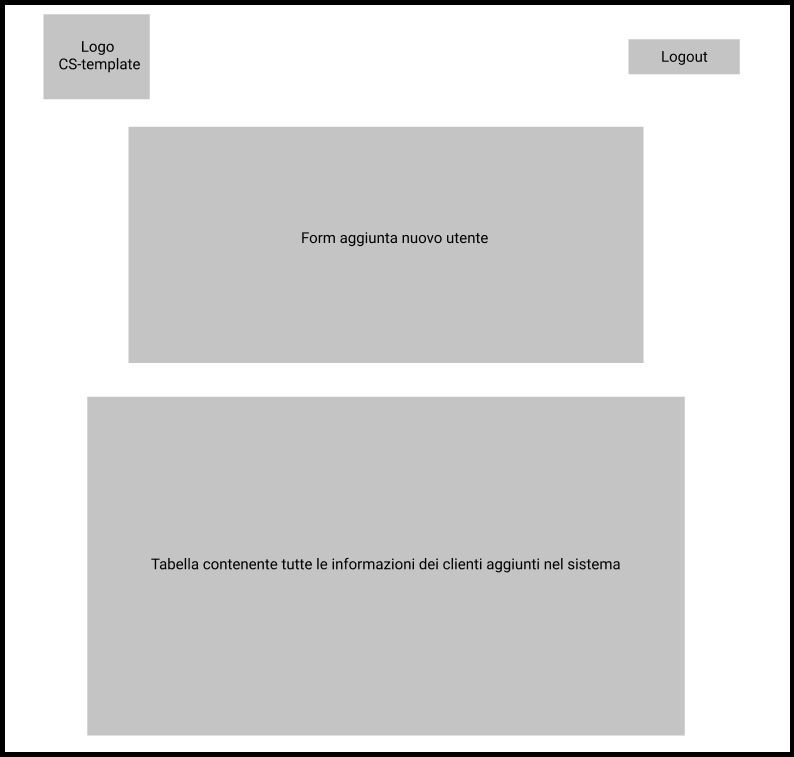 Logo
CS-template
Logout
Form aggiunta nuovo utente
Tabella contenente tutte le informazioni dei clienti aggiunti nel sistema